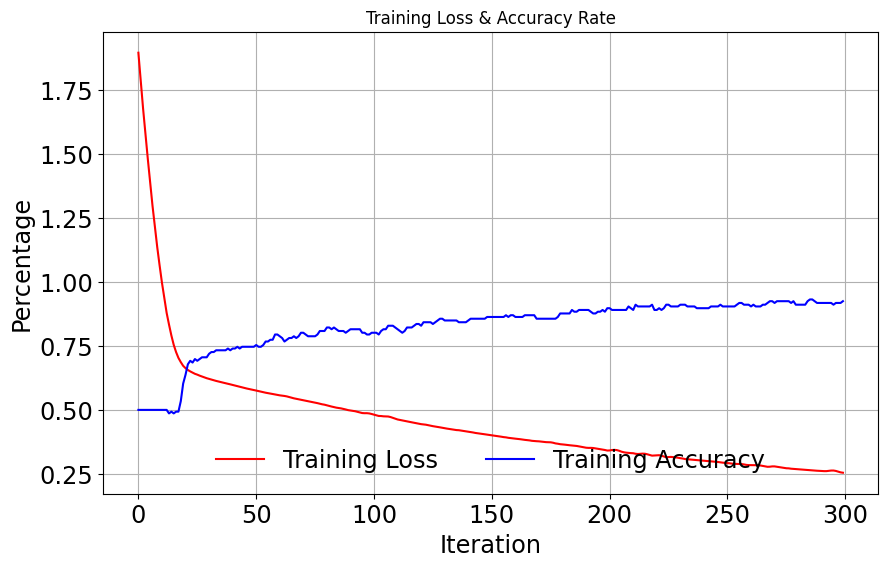 Training Loss & Accuracy Rate
1.75
1.50
1.25
1.00
0.75
0.50
0.25
Percentage
Training Loss Training Accuracy
0 50 100 150 200 250 300
Iteration